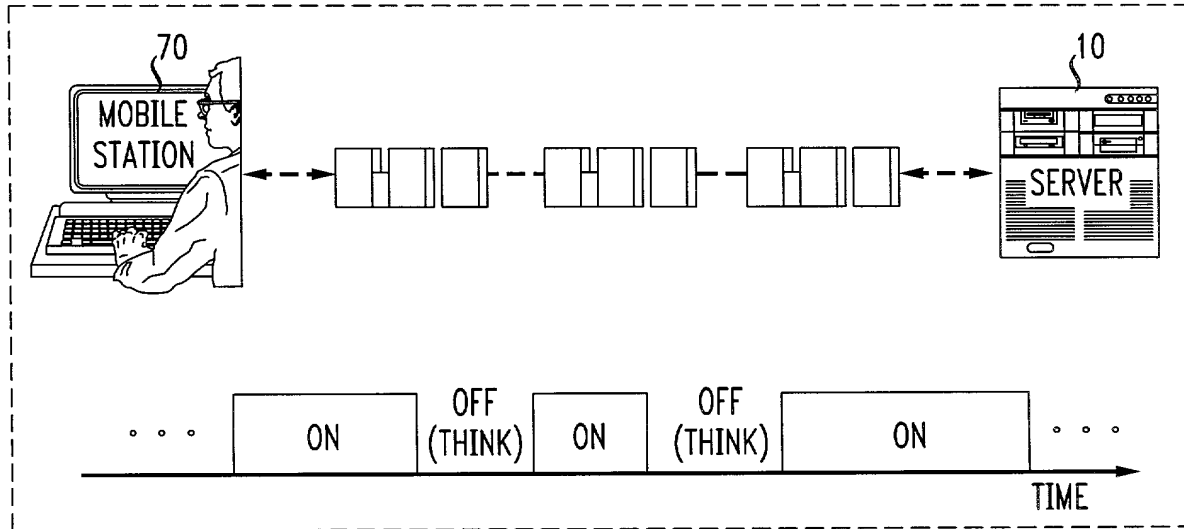 70
10
MOBILE
STATION
SERVER
OFF
(THINK)
OFF
(THINK)
. . . ON ON ON . . .
TIME